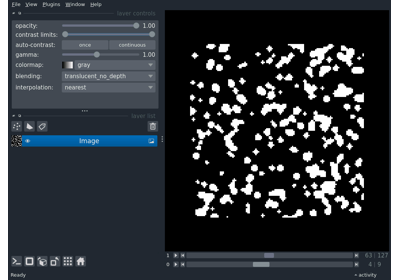 File View Plugins Window Help
layer controls
opacity: 1.00
contrast limits:
auto-contrast: once continuous
gamma: 1.00
colormap: gray
blending: translucent_no_depth
interpolation: nearest
layer list
Image
1 63 127
0 4 9
Ready activity